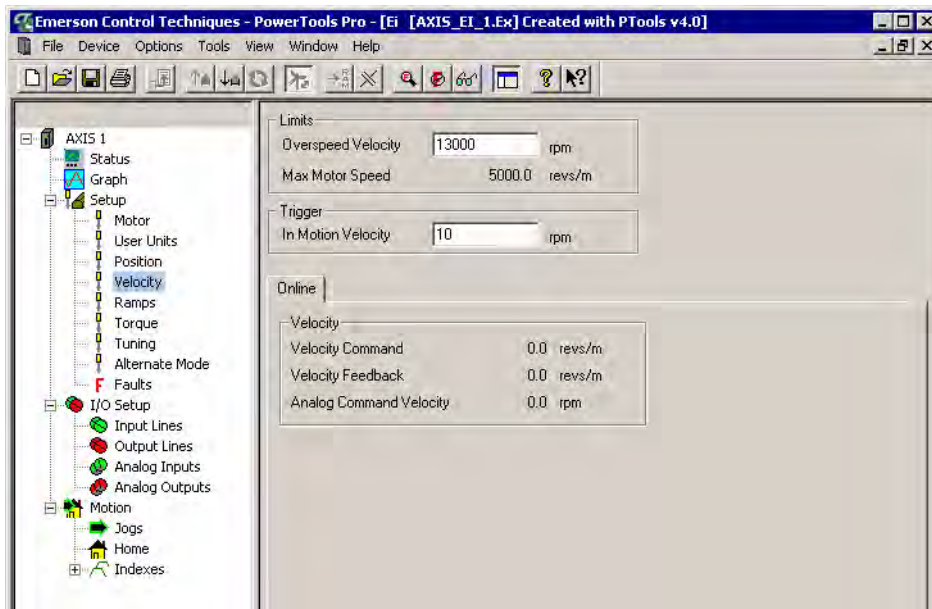 Emerson Control Techniques - PowerTools Pro - [Ei [AXIS_EI_1.Ex] Created with PTools v4.0]
File Device Options Tools View Window Help
AXIS 1
Status
Graph
Setup
Motor
User Units
Position
Velocity
Ramps
Torque
Tuning
Alternate Mode
F Faults
I/O Setup
Input Lines
Output Lines
Analog Inputs
Analog Outputs
Motion
Jogs
Home
Indexes
Limits
Overspeed Velocity 13000 rpm
Max Motor Speed 5000.0 revs/m
Trigger
In Motion Velocity 10 rpm
Online
Velocity
Velocity Command 0.0 revs/m
Velocity Feedback 0.0 revs/m
Analog Command Velocity 0.0 rpm